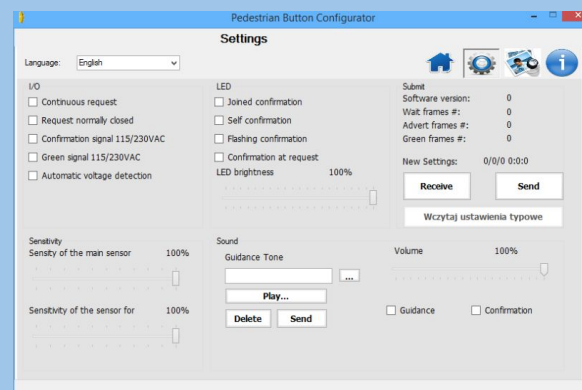 Pedestrian Button Configurator
Settings
Language: English
I/O
Continuous request
Request normally closed
Confirmation signal 115/230VAC
Green signal 115/230VAC
Automatic voltage detection
LED
Joined confirmation
Self confirmation
Flashing confirmation
Confirmation at request
LED brightness 100%
Submit
Software version: 0
Wait frames #: 0
Advert frames #: 0
Green frames #: 0
New Settings: 0/0/0 0:0:0
Receive Send
Wczytaj ustawienia typowe
Sensitivity
Sensity of the main sensor 100%
Sensitivity of the sensor for 100%
Sound
Guidance Tone
...
Play...
Delete Send
Volume 100%
Guidance Confirmation